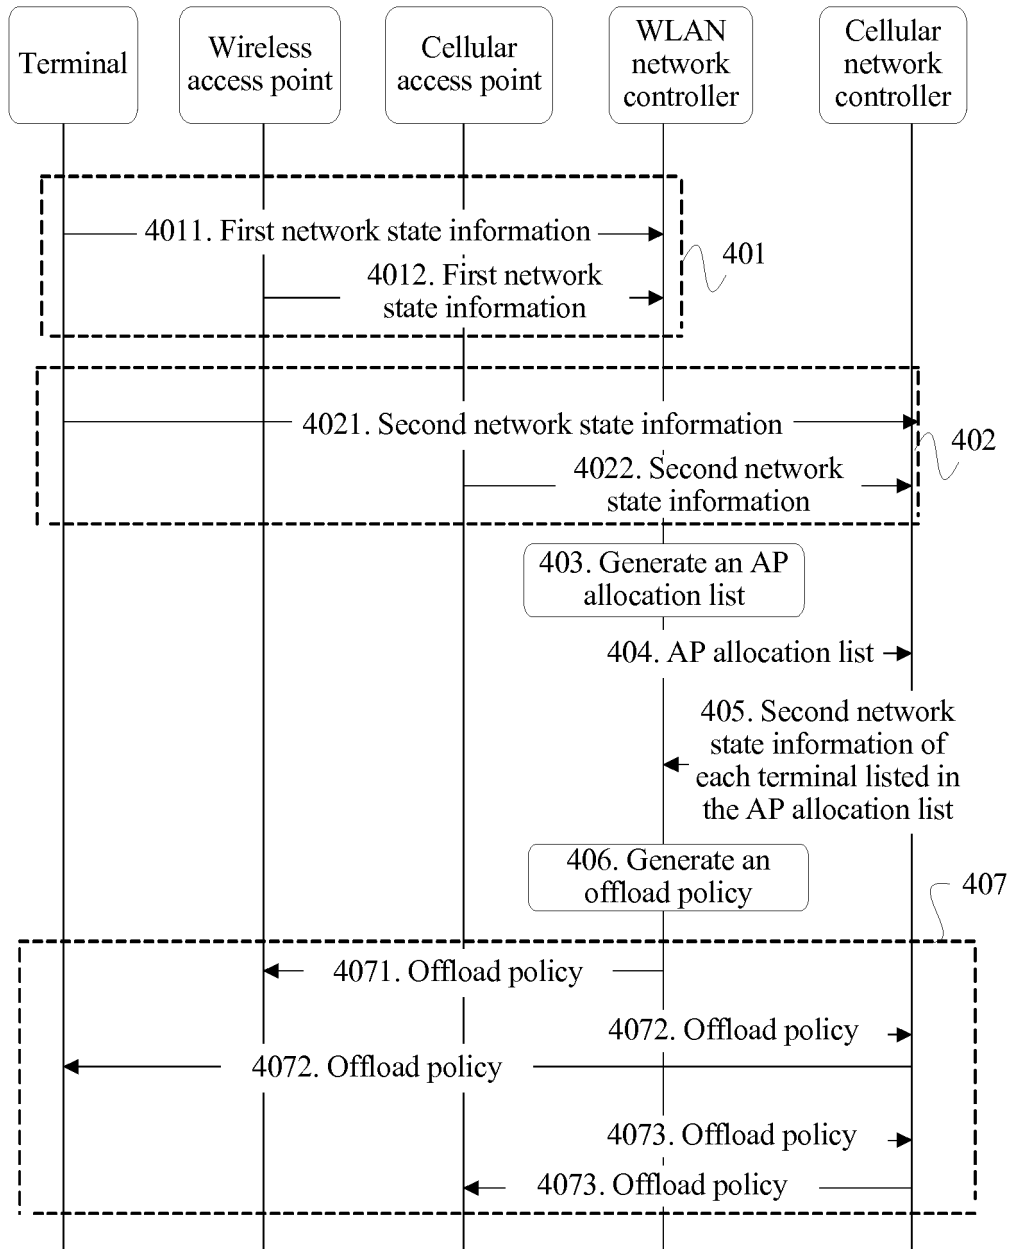 Terminal
Wireless
access point
Cellular
access point
WLAN
network
controller
Cellular
network
controller
4011. First network state information
401
4012. First network
state information
4021. Second network state information
402
4022. Second network
state information
403. Generate an AP
allocation list
404. AP allocation list
405. Second network
state information of
each terminal listed in
the AP allocation list
406. Generate an
offload policy
407
4071. Offload policy
4072. Offload policy
4072. Offload policy
4073. Offload policy
4073. Offload policy